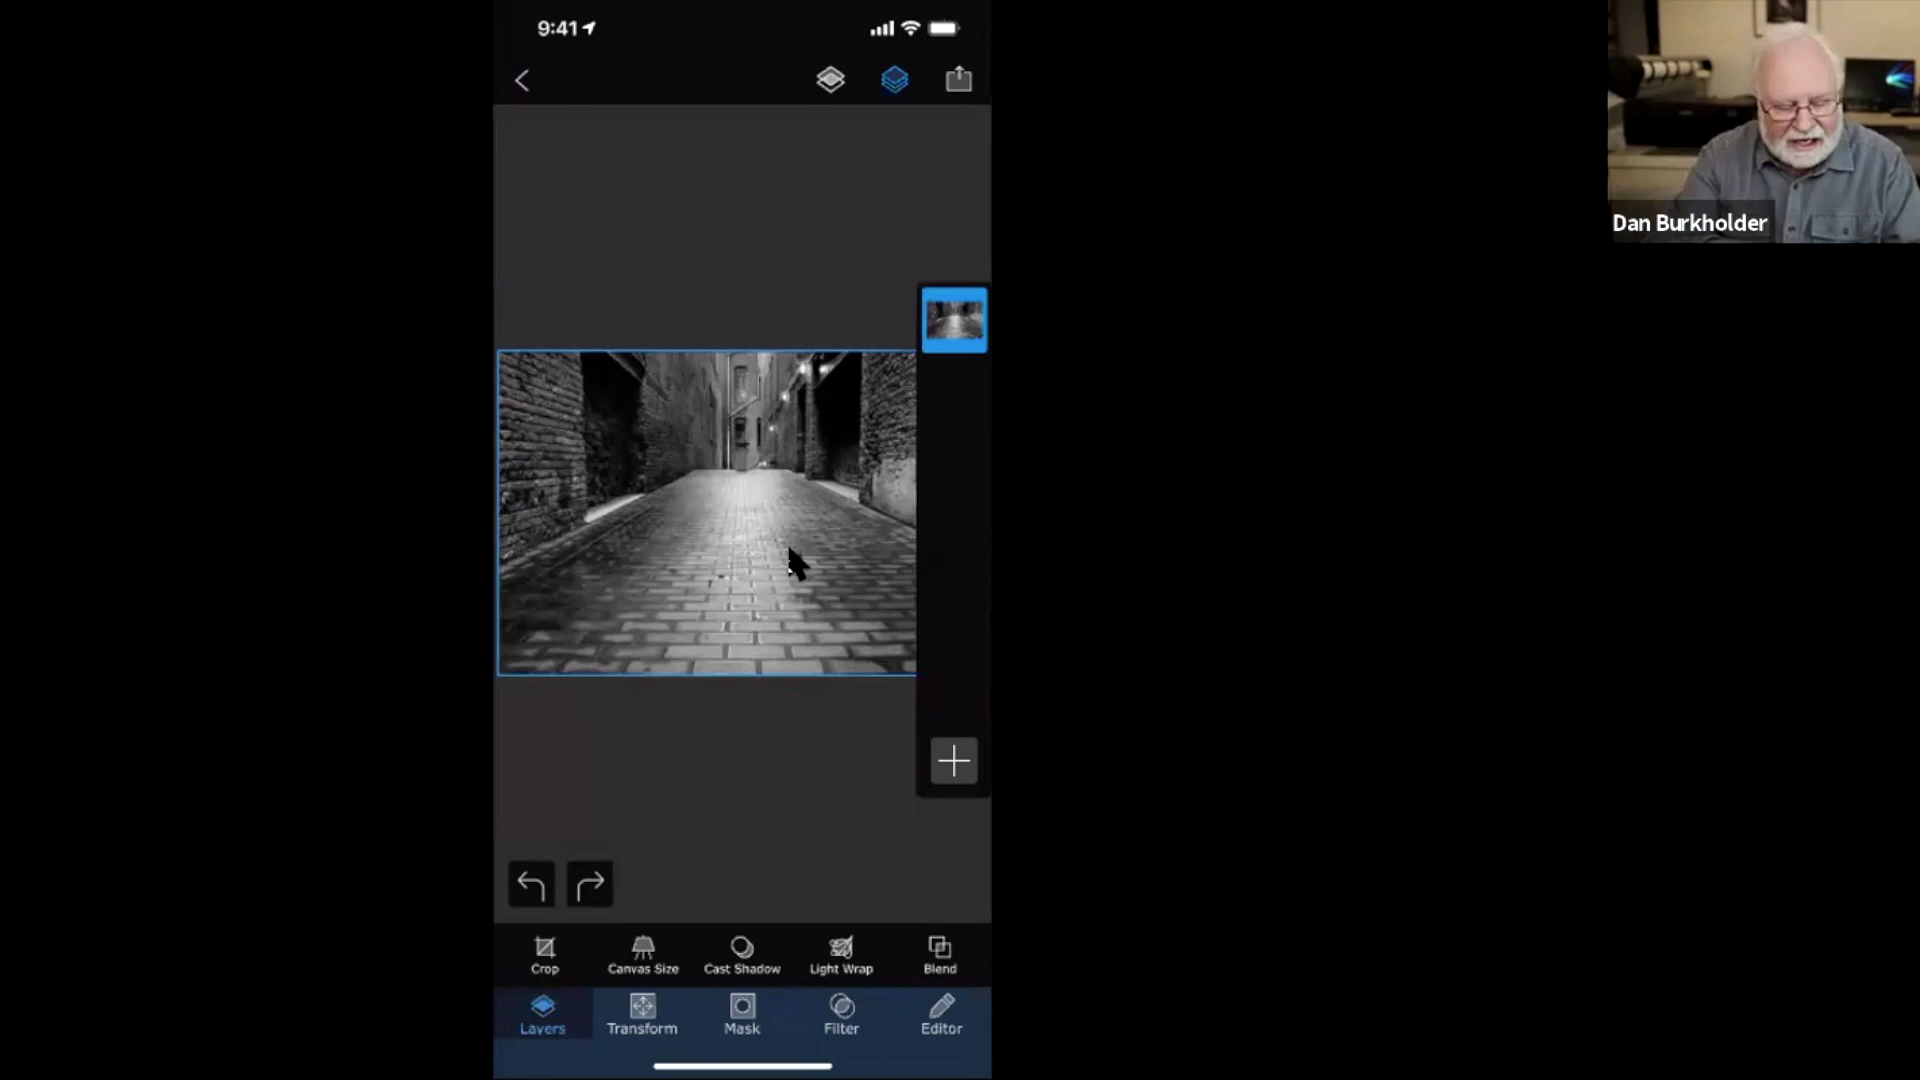 9:41
Dan Burkholder
Crop
Canvas Size
Cast Shadow
Light Wrap
Blend
Layers
Transform
Mask
Filter
Editor